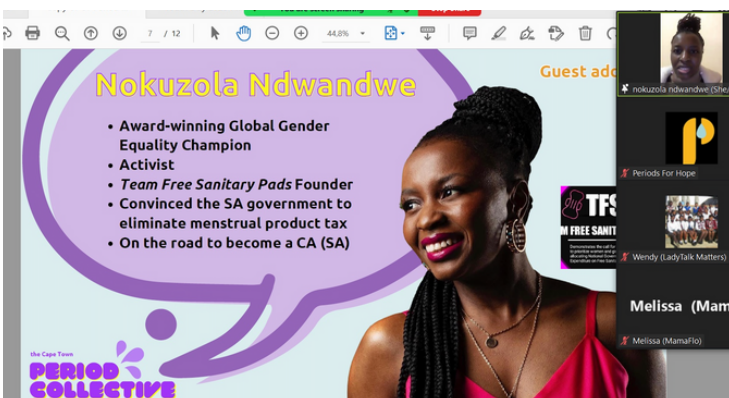 7 / 12
44,8%
Nokuzola Ndwandwe
Guest
• Award-winning Global Gender
Equality Champion
• Activist
• Team Free Sanitary Pads Founder
• Convinced the SA government to
eliminate menstrual product tax
• On the road to become a CA (SA)
the Cape Town
PERIOD
COLLECTIVE
TFS
M FREE SANIT
nokuzola ndwandwe (She/
Periods For Hope
Wendy (LadyTalk Matters)
Melissa (Mam
Melissa (MamaFlo)